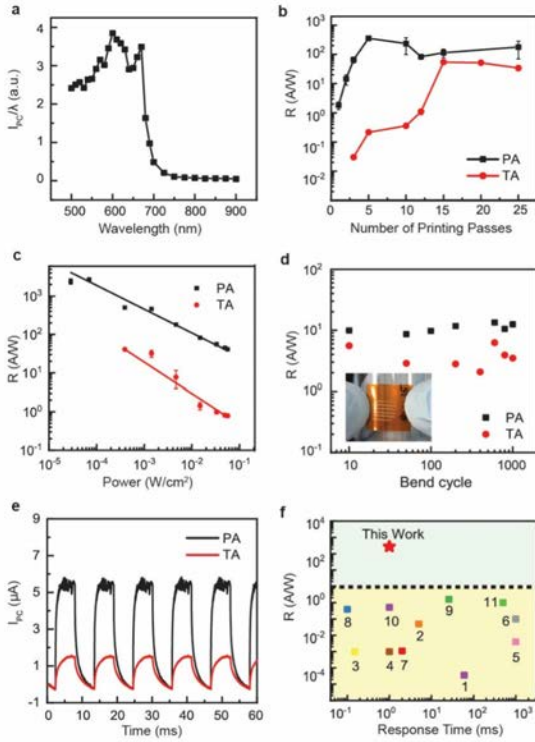 a
I_PC/λ (a.u.)
4
3
2
1
0
500 600 700 800 900
Wavelength (nm)
b
R (A/W)
10^3
10^2
10^1
10^0
10^-1
10^-2
PA
TA
0 5 10 15 20 25
Number of Printing Passes
c
R (A/W)
10^3
10^2
10^1
10^0
10^-1
PA
TA
10^-5 10^-4 10^-3 10^-2 10^-1
Power (W/cm²)
d
R (A/W)
10^2
10^1
10^0
10^-1
PA
TA
10 100 1000
Bend cycle
e
I_PC (μA)
9
7
5
3
1
-1
PA
TA
0 10 20 30 40 50 60
Time (ms)
f
R (A/W)
10^4
10^2
10^0
10^-2
10^-4
This Work
8
10
9
11
6
2
3
4
7
5
1
10^-1 10^0 10^1 10^2 10^3
Response Time (ms)